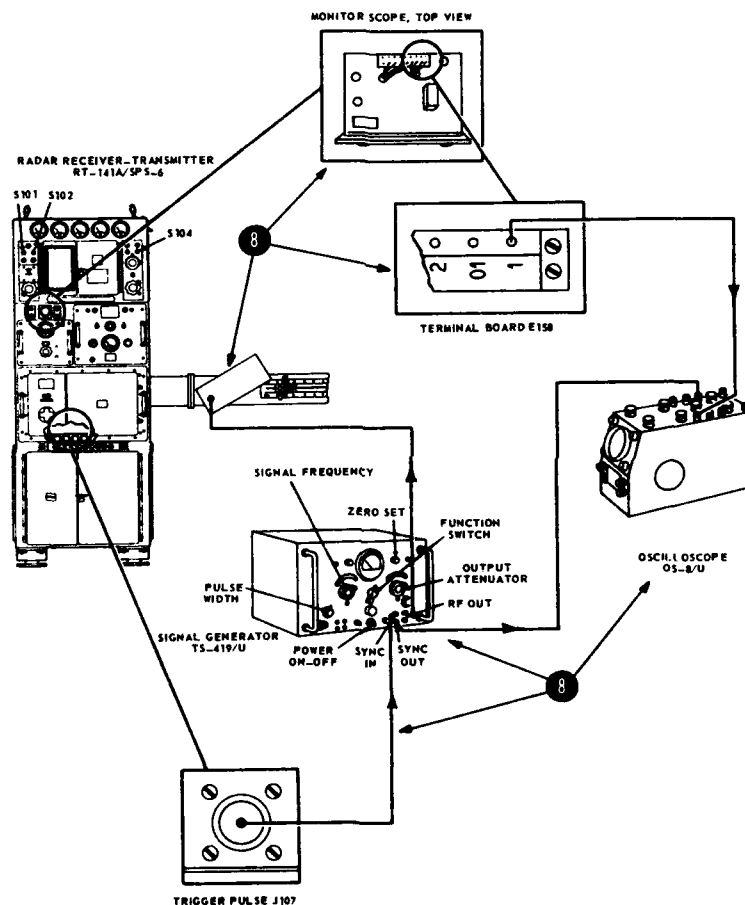 MONITOR SCOPE, TOP VIEW
RADAR RECEIVER-TRANSMITTER
RT-141A/SPS-6
S101 S102
S104
8
2 01 1
TERMINAL BOARD E158
SIGNAL FREQUENCY
ZERO SET
FUNCTION
SWITCH
OUTPUT
ATTENUATOR
OSCILLOSCOPE
OS-8/U
PULSE
WIDTH
RF OUT
SIGNAL GENERATOR
TS-419/U
POWER
ON-OFF
SYNC
IN
SYNC
OUT
8
TRIGGER PULSE J107